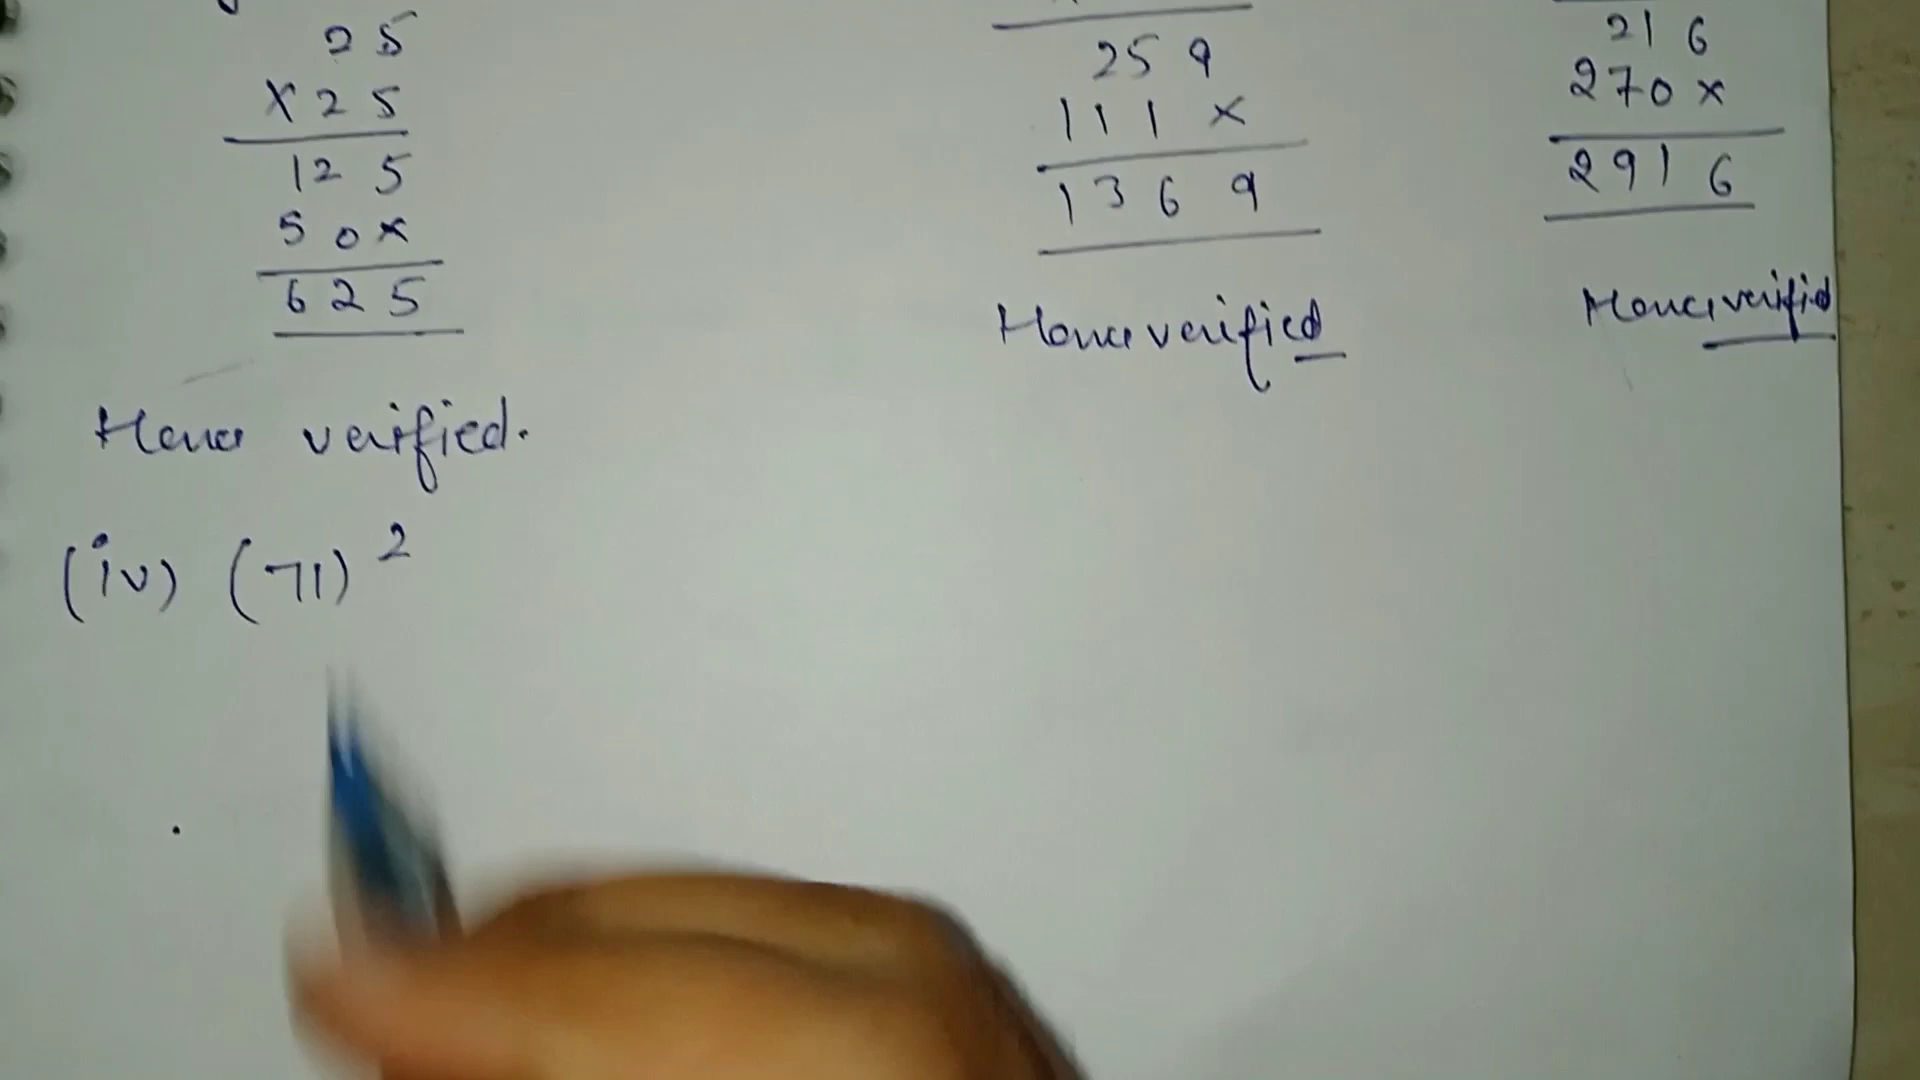 25
X 25
125
50x
625
Hence verified.
(iv) (71)²
259
111 x
1369
Hence verified
216
270 x
2916
Hence verified